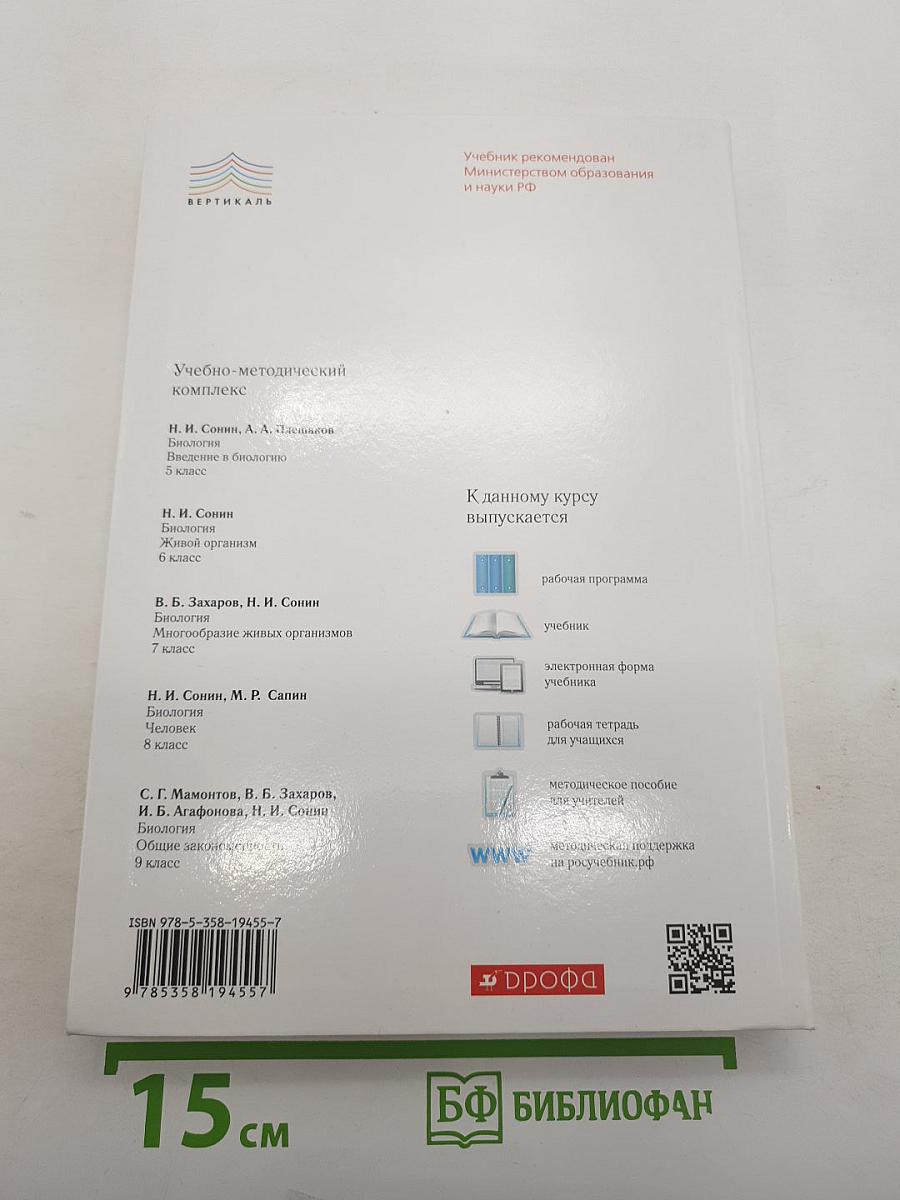 ВЕРТИКАЛЬ
Учебник рекомендован
Министерством образования
и науки РФ
Учебно-методический
комплекс
Н. И. Сонин, А. А. Плешаков
Биология
Введение в биологию
5 класс
Н. И. Сонин
Биология
Живой организм
6 класс
В. Б. Захаров, Н. И. Сонин
Биология
Многообразие живых организмов
7 класс
Н. И. Сонин, М. Р. Сапин
Биология
Человек
8 класс
С. Г. Мамонтов, В. Б. Захаров,
И. Б. Агафонова, Н. И. Сонин
Биология
Общие закономерности
9 класс
К данному курсу
выпускается
рабочая программа
учебник
электронная форма
учебника
рабочая тетрадь
для учащихся
методическое пособие
для учителей
www
методическая поддержка
на росучебник.рф
ISBN 978-5-358-19455-7
9 785358 194557
дрофа
15 см
БФ БИБЛИОФАН